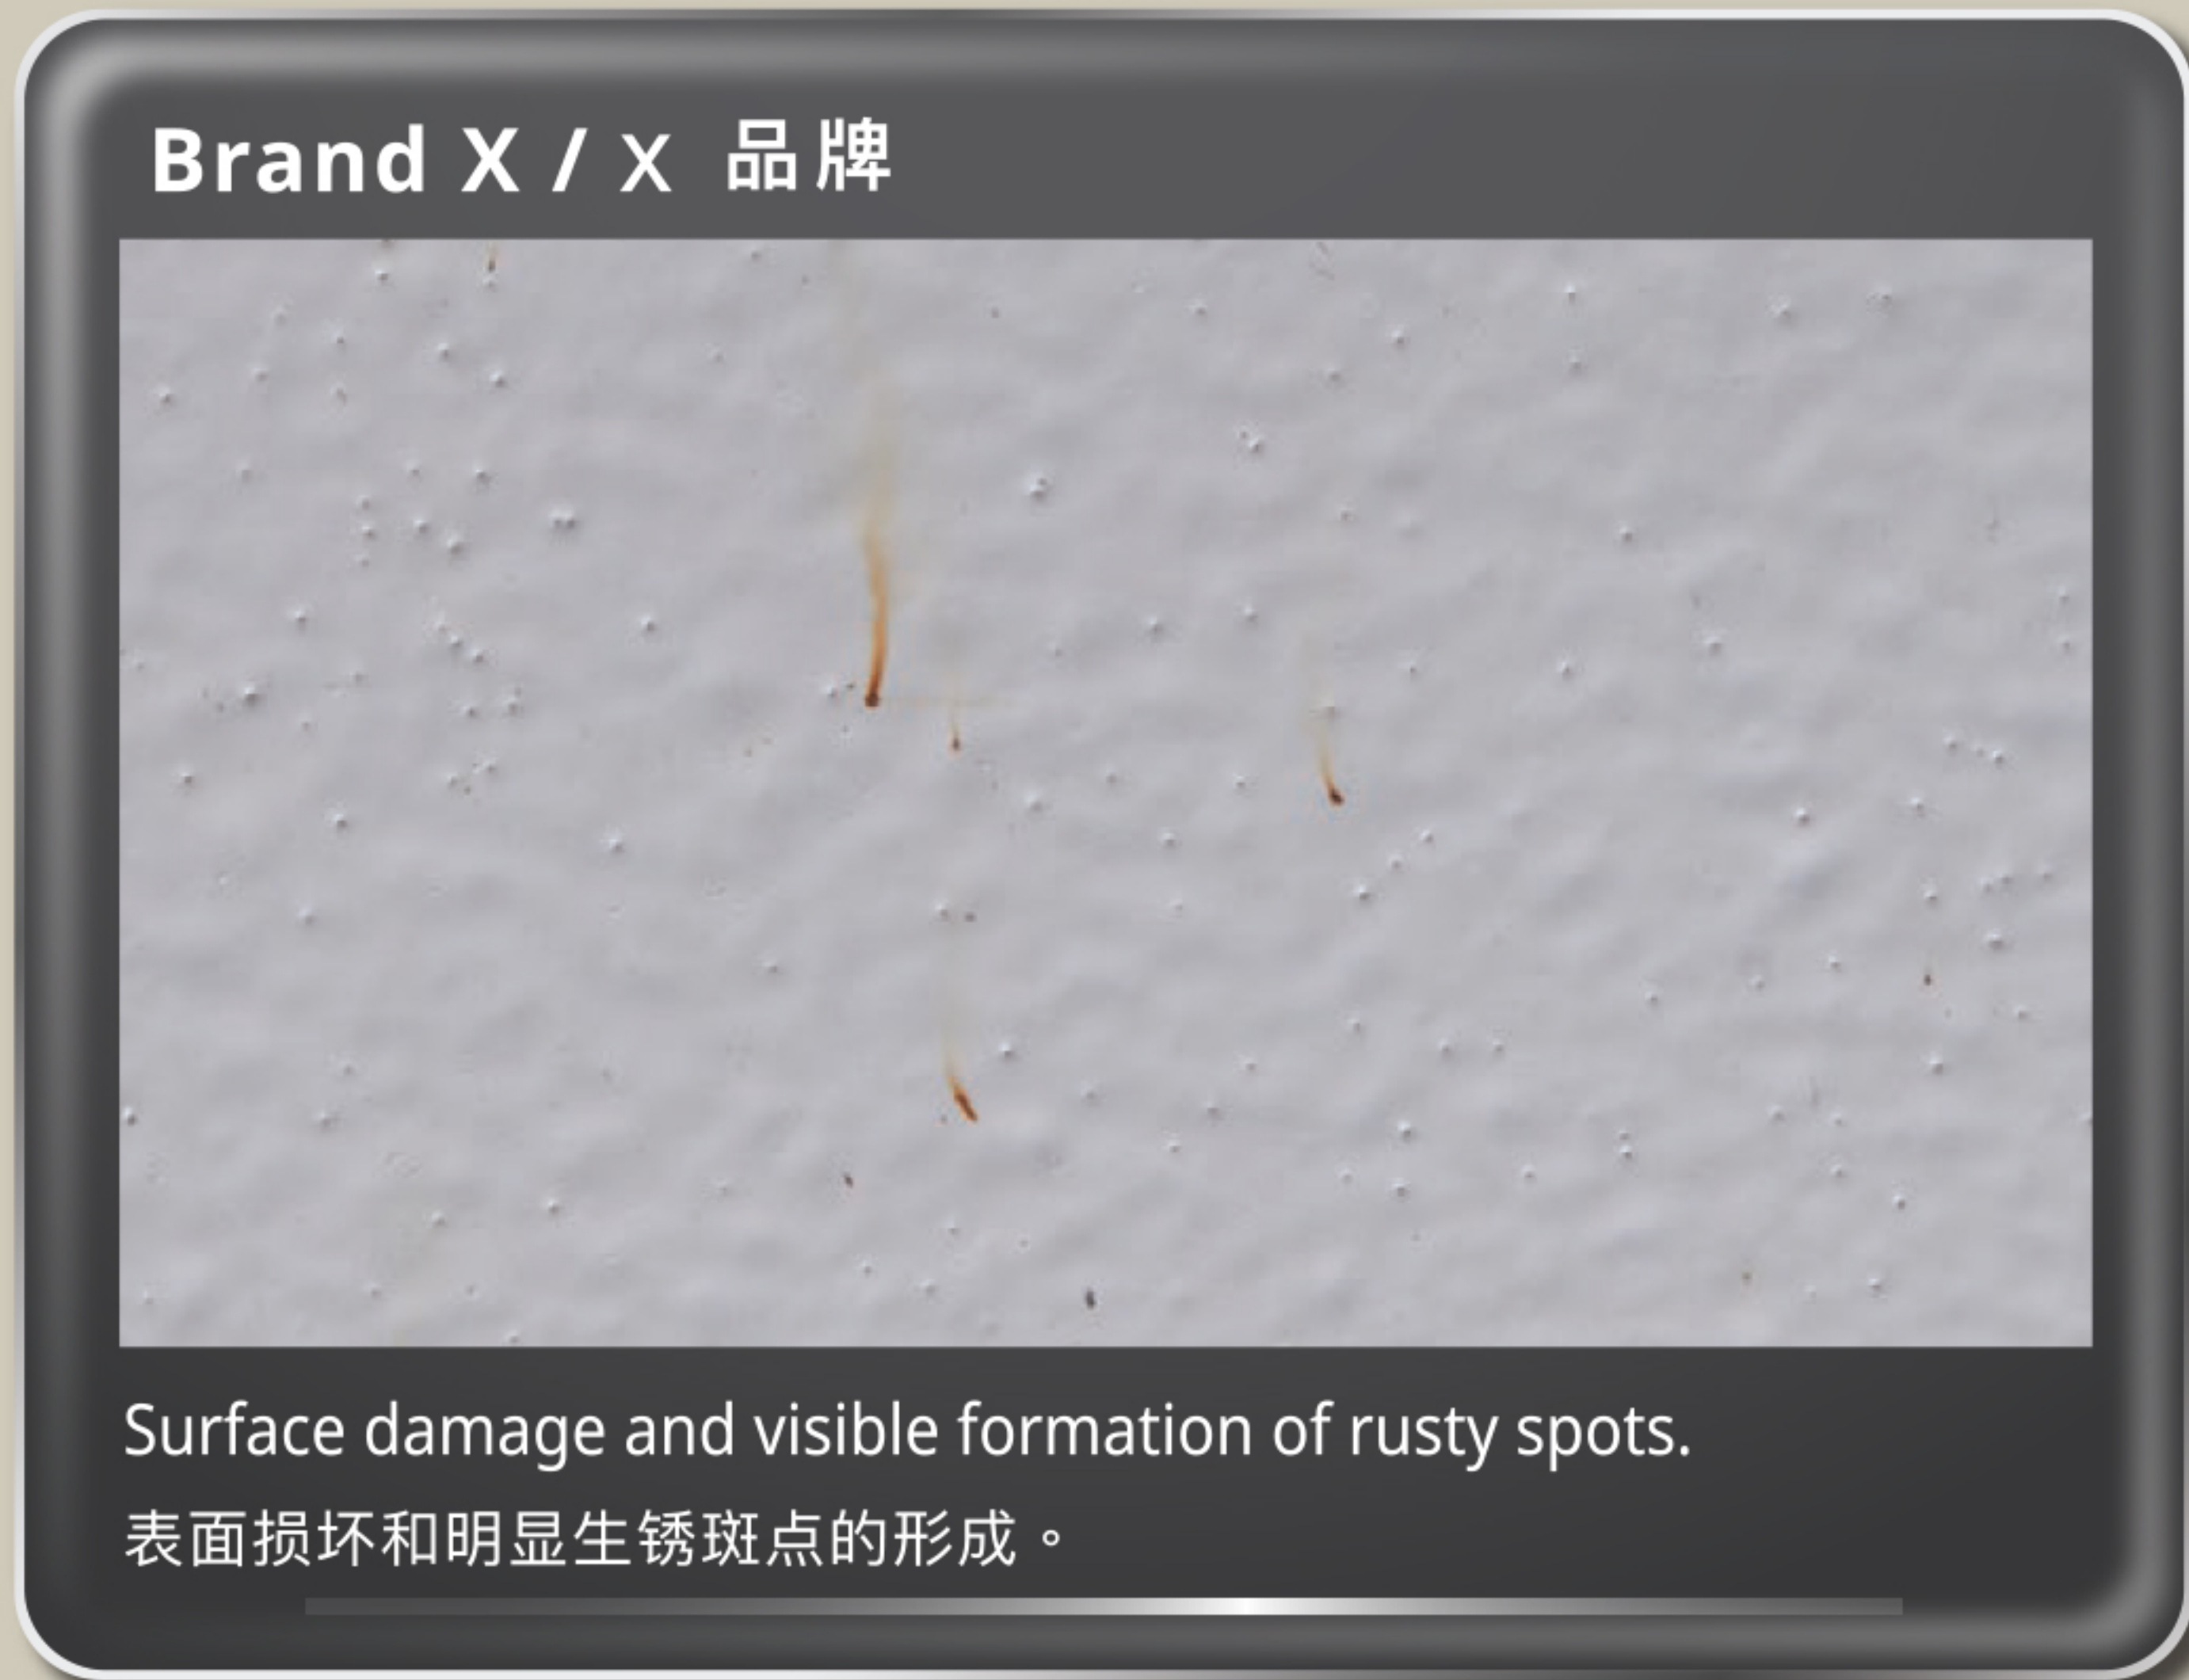 Brand X / x 品牌
Surface damage and visible formation of rusty spots.
表面损坏和明显生锈斑点的形成。